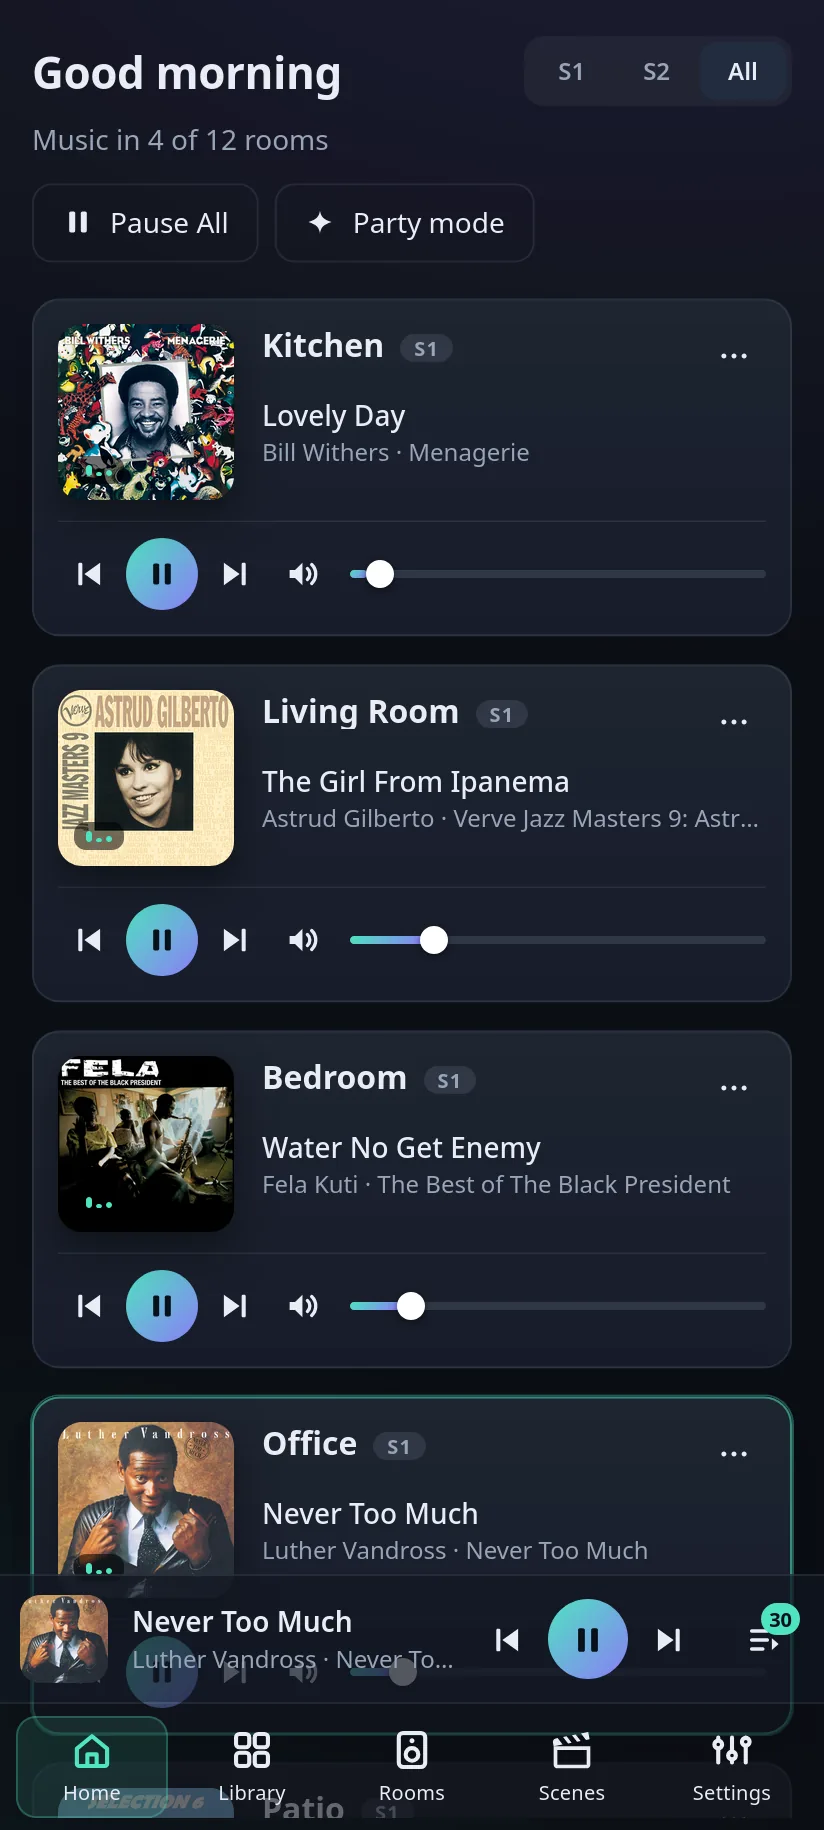 Good morning
S1 S2 All
Music in 4 of 12 rooms
Pause All Party mode
BILL WITHERS MENAGERIE
Kitchen S1
Lovely Day
Bill Withers · Menagerie
Verve ASTRUD GILBERTO
JAZZ MASTERS 9
Living Room S1
The Girl From Ipanema
Astrud Gilberto · Verve Jazz Masters 9: Astr...
FELA
THE BEST OF THE BLACK PRESIDENT
Bedroom S1
Water No Get Enemy
Fela Kuti · The Best of The Black President
Luther Vandross
Office S1
Never Too Much
Luther Vandross · Never Too Much
Never Too Much
Luther Vandross · Never To...
30
Home Library Rooms Scenes Settings
SELECTION 6
Patio S1